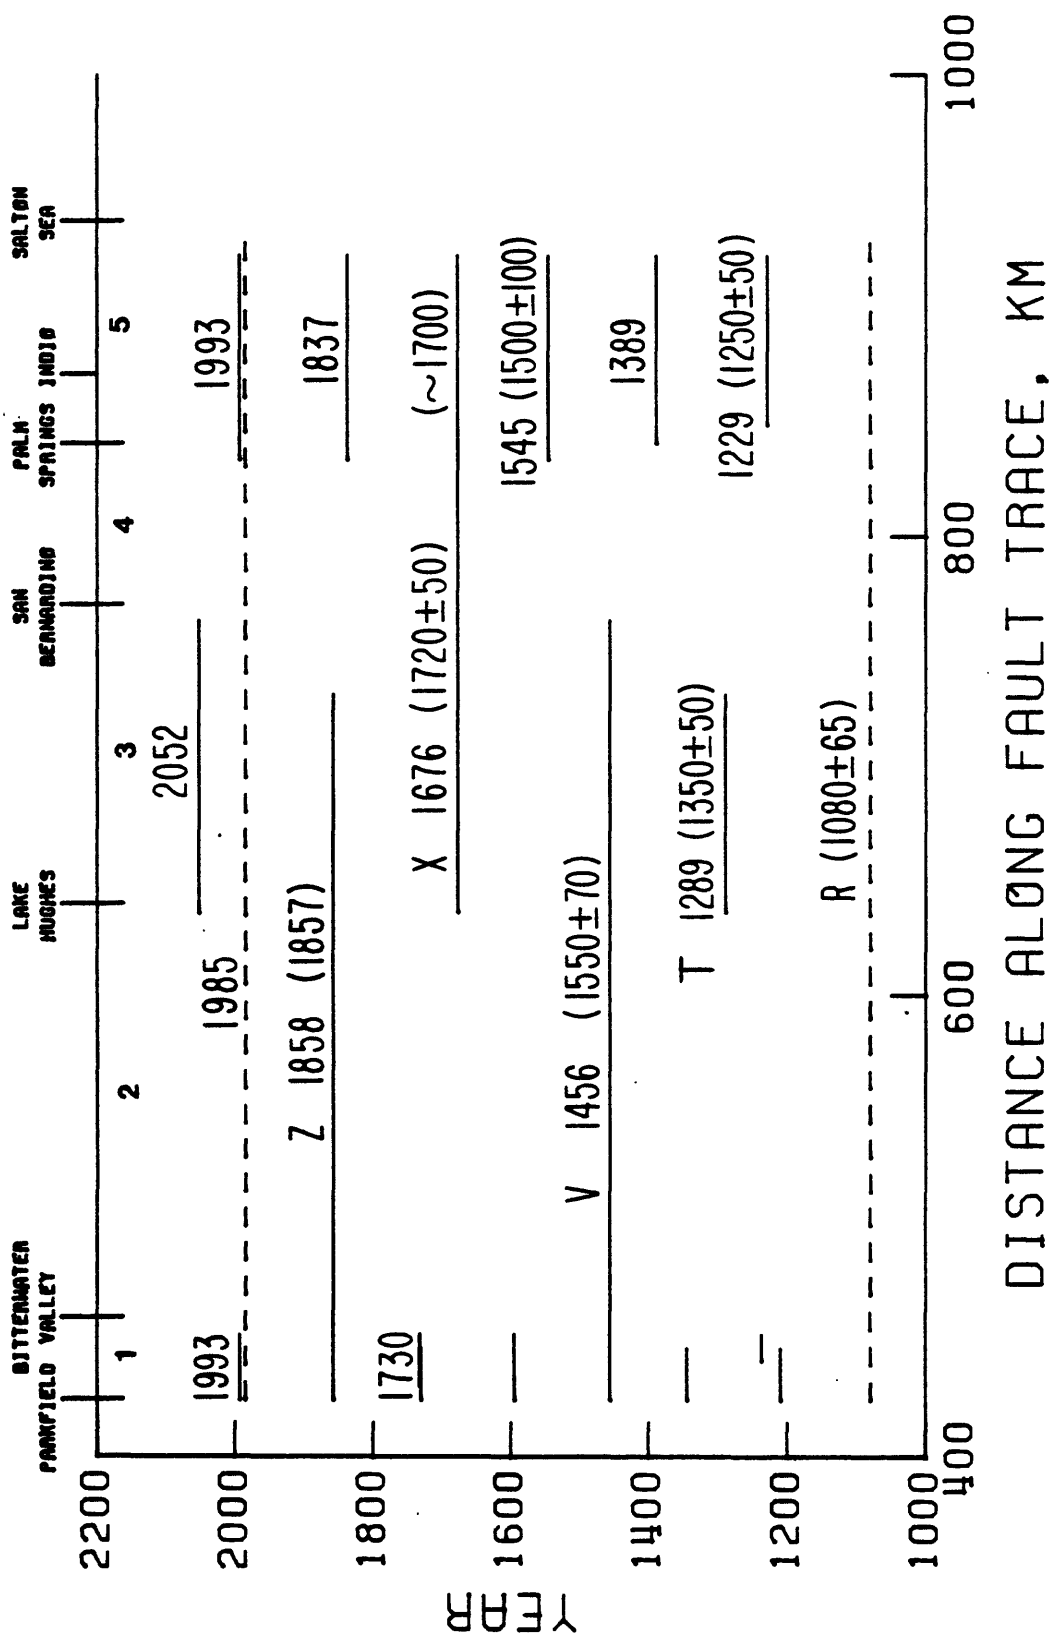 BITTERWATER
PARKFIELD VALLEY
LAKE
HUGHES
SAN
BERNARDINO
PALM
SPRINGS INDIO
SALTON
SEA
1
2
3
4
5
2200
2000
1800
1600
1400
1200
1000
YEAR
2052
1993
1985
1993
Z 1858 (1857)
1837
1730
X 1676 (1720±50)
(~1700)
1545 (1500±100)
V 1456 (1550±70)
1389
T 1289 (1350±50)
1229 (1250±50)
R (1080±65)
400
600
800
1000
DISTANCE ALØNG FAULT TRACE, KM